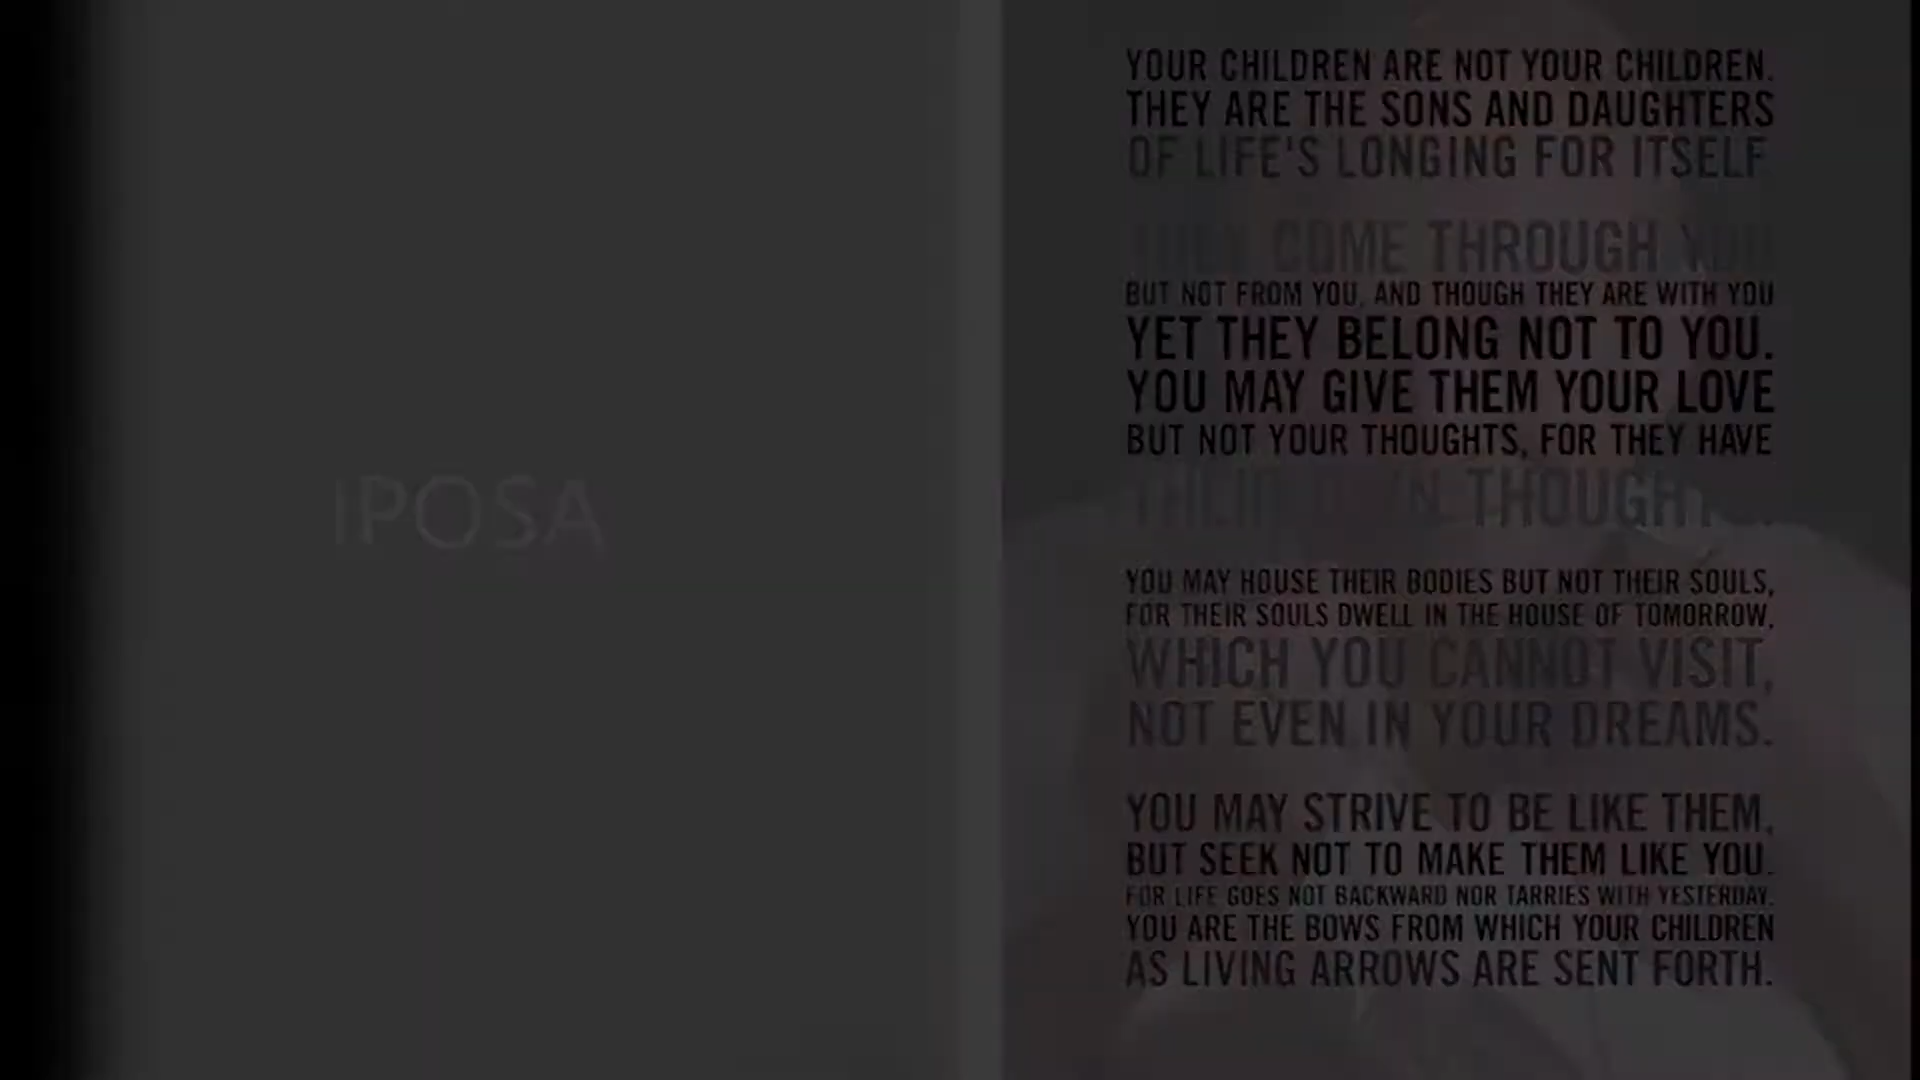 IPOSA
YOUR CHILDREN ARE NOT YOUR CHILDREN.
THEY ARE THE SONS AND DAUGHTERS
OF LIFE'S LONGING FOR ITSELF
THEY COME THROUGH YOU
BUT NOT FROM YOU, AND THOUGH THEY ARE WITH YOU
YET THEY BELONG NOT TO YOU.
YOU MAY GIVE THEM YOUR LOVE
BUT NOT YOUR THOUGHTS, FOR THEY HAVE
THEIR OWN THOUGHTS.
YOU MAY HOUSE THEIR BODIES BUT NOT THEIR SOULS,
FOR THEIR SOULS DWELL IN THE HOUSE OF TOMORROW,
WHICH YOU CANNOT VISIT,
NOT EVEN IN YOUR DREAMS.
YOU MAY STRIVE TO BE LIKE THEM,
BUT SEEK NOT TO MAKE THEM LIKE YOU.
FOR LIFE GOES NOT BACKWARD NOR TARRIES WITH YESTERDAY.
YOU ARE THE BOWS FROM WHICH YOUR CHILDREN
AS LIVING ARROWS ARE SENT FORTH.